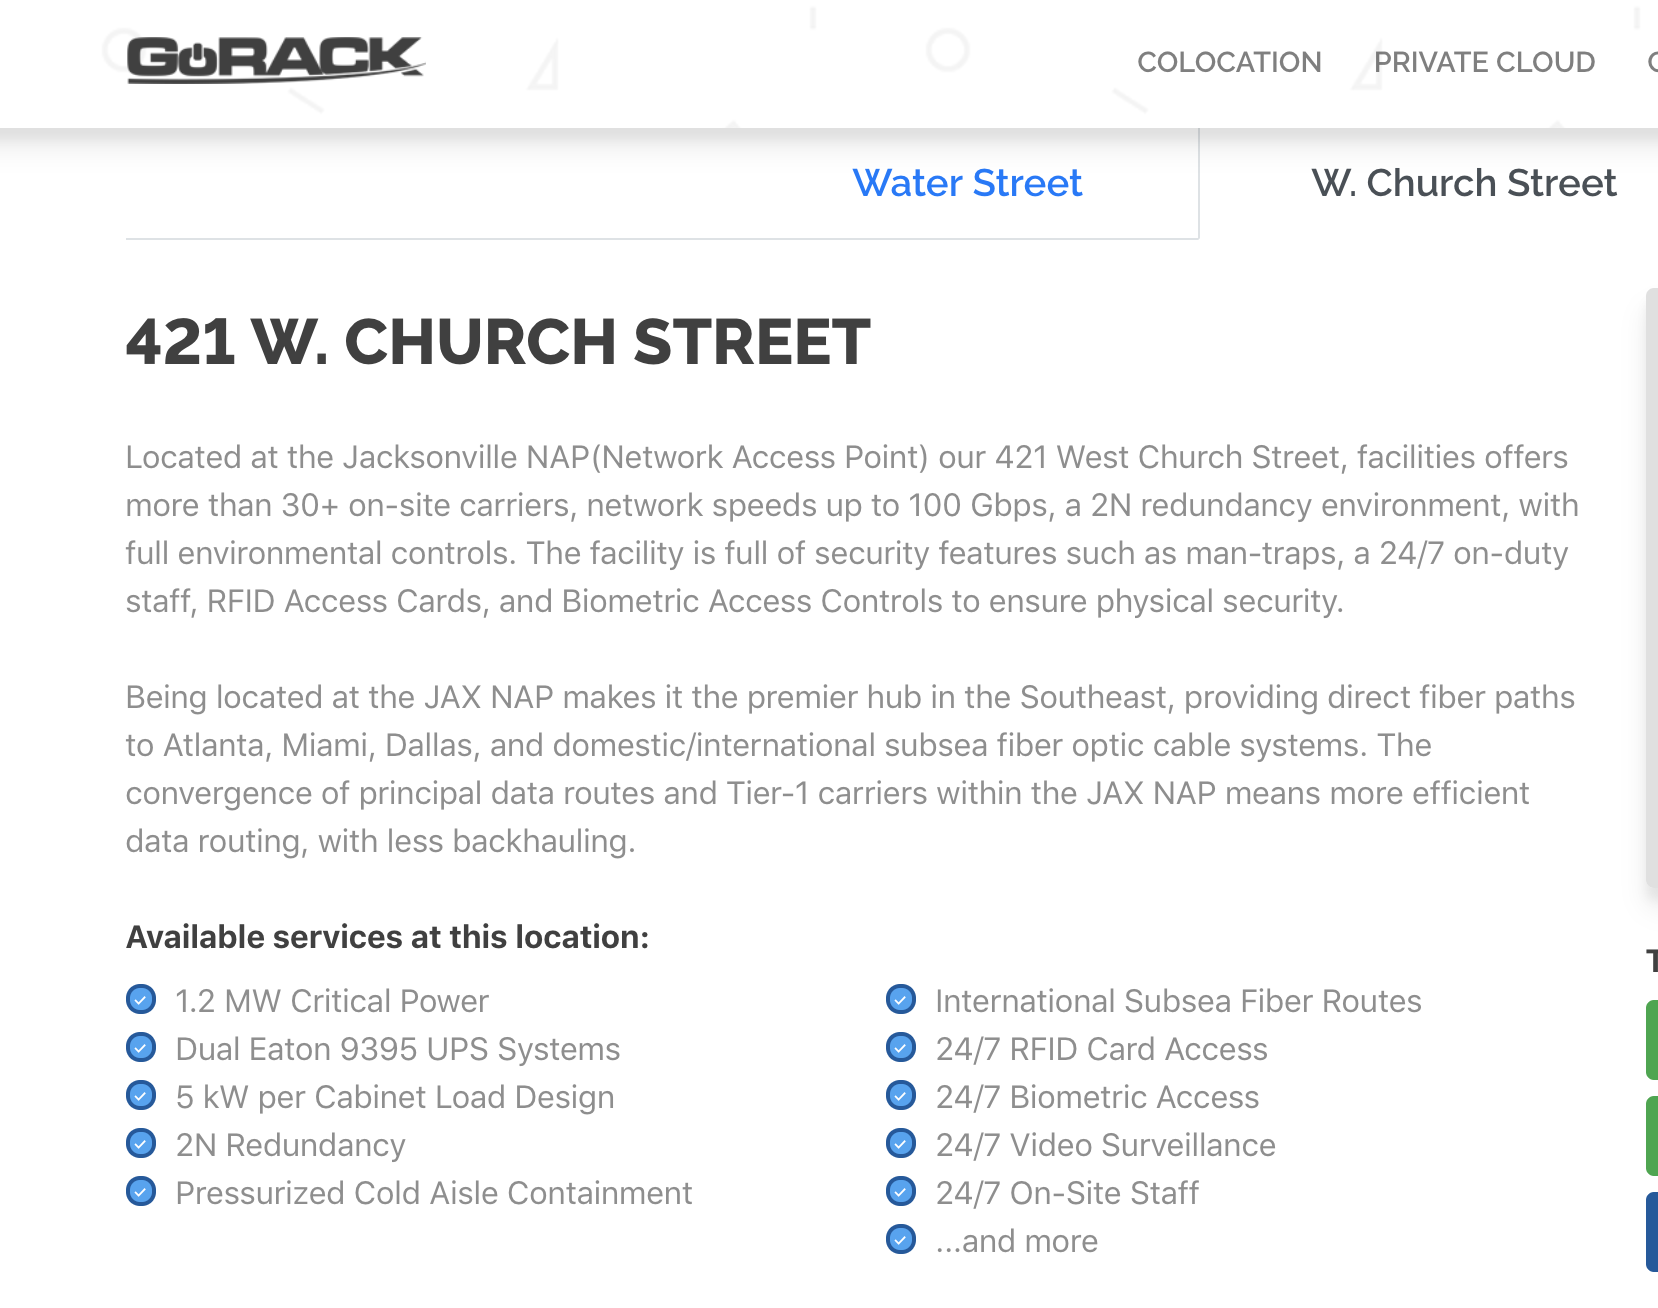 GoRACK
COLOCATION
PRIVATE CLOUD
Water Street
W. Church Street
421 W. CHURCH STREET
Located at the Jacksonville NAP(Network Access Point) our 421 West Church Street, facilities offers
more than 30+ on-site carriers, network speeds up to 100 Gbps, a 2N redundancy environment, with
full environmental controls. The facility is full of security features such as man-traps, a 24/7 on-duty
staff, RFID Access Cards, and Biometric Access Controls to ensure physical security.
Being located at the JAX NAP makes it the premier hub in the Southeast, providing direct fiber paths
to Atlanta, Miami, Dallas, and domestic/international subsea fiber optic cable systems. The
convergence of principal data routes and Tier-1 carriers within the JAX NAP means more efficient
data routing, with less backhauling.
Available services at this location:
1.2 MW Critical Power
Dual Eaton 9395 UPS Systems
5 kW per Cabinet Load Design
2N Redundancy
Pressurized Cold Aisle Containment
International Subsea Fiber Routes
24/7 RFID Card Access
24/7 Biometric Access
24/7 Video Surveillance
24/7 On-Site Staff
...and more